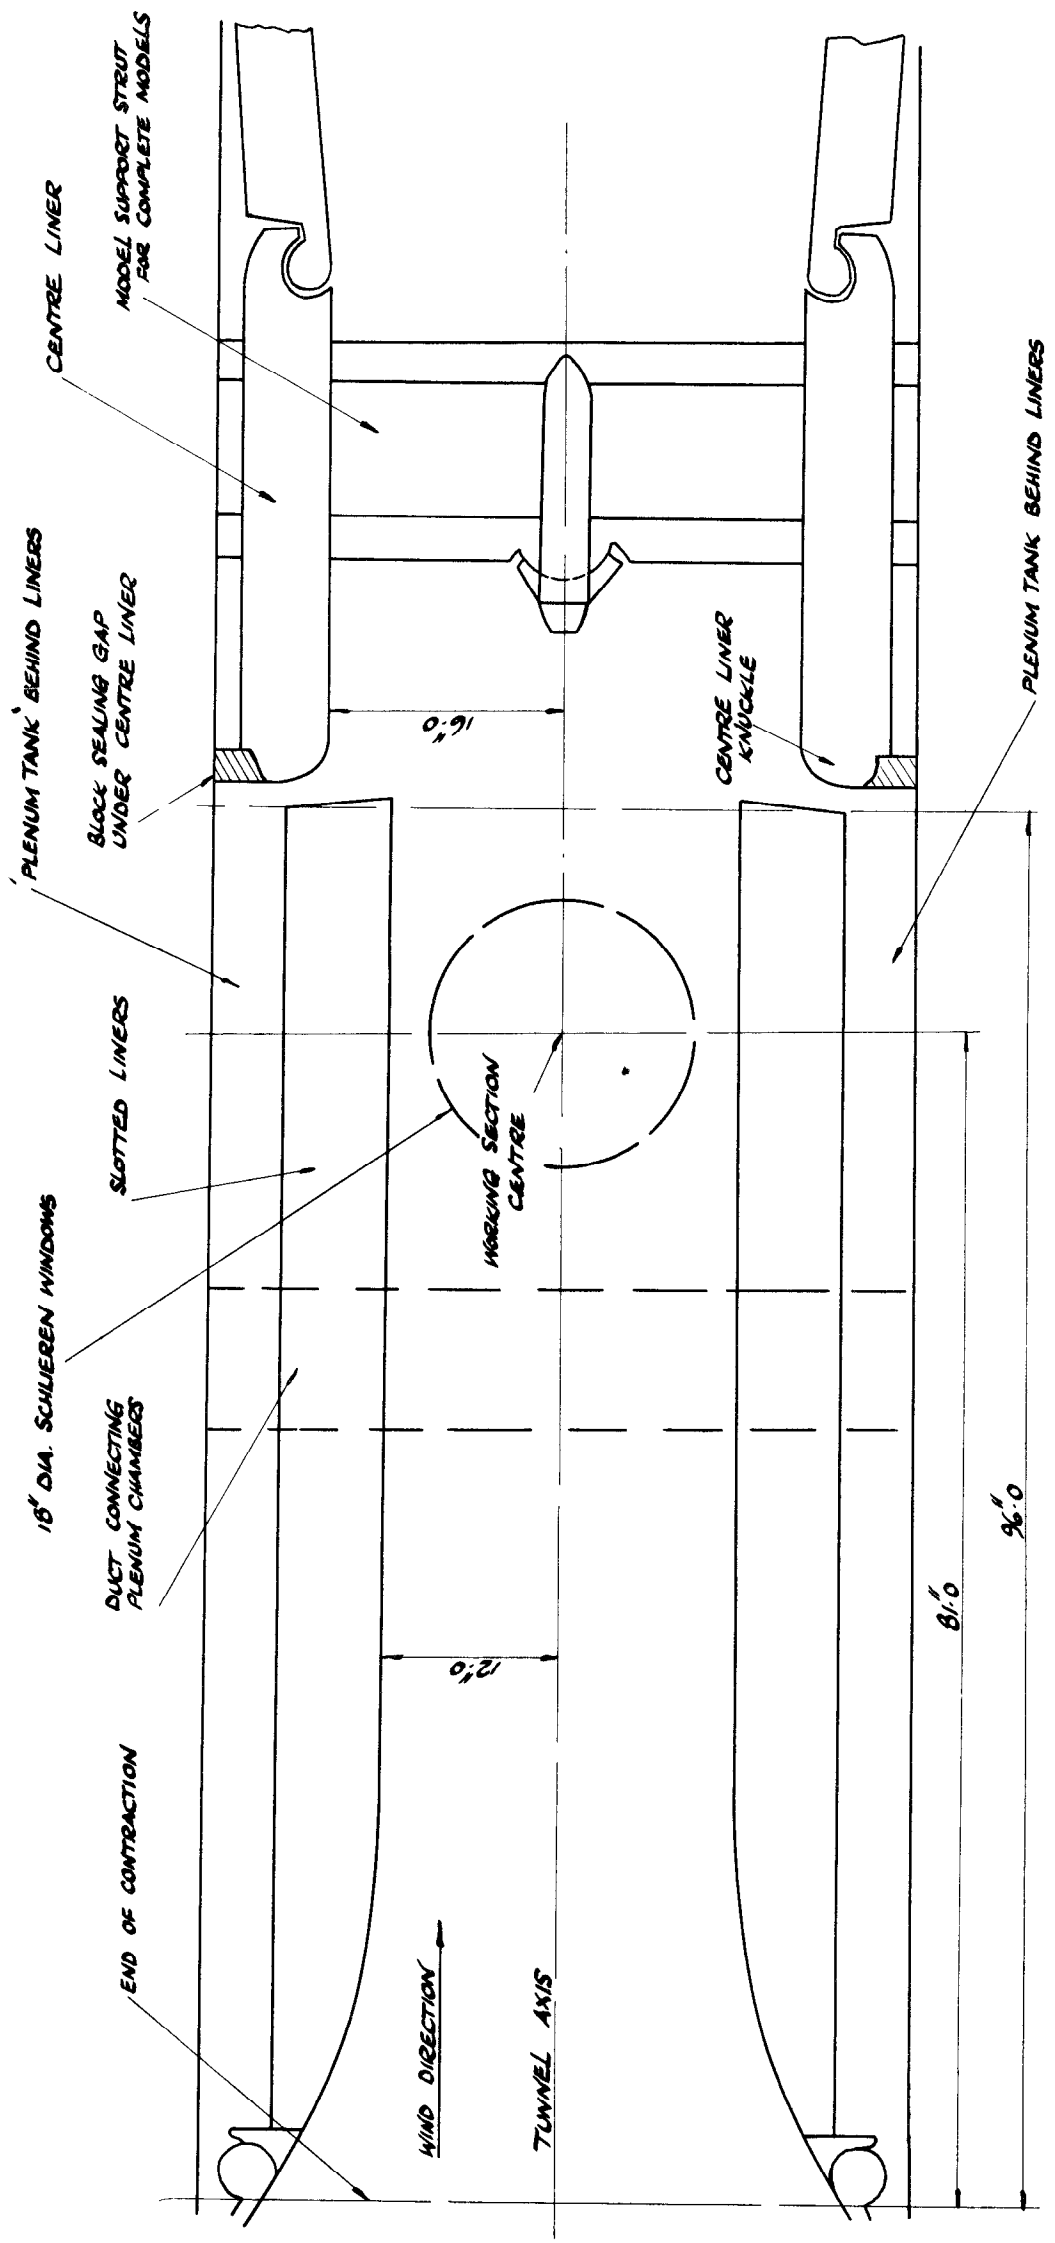 MODEL SUPPORT STRUT
FOR COMPLETE MODELS
CENTRE LINER
'PLENUM TANK' BEHIND LINERS
BLOCK SEALING GAP
UNDER CENTRE LINER
SLOTTED LINERS
18" DIA. SCHLIEREN WINDOWS
DUCT CONNECTING
PLENUM CHAMBERS
END OF CONTRACTION
16".0
CENTRE LINER
KNUCKLE
WORKING SECTION
CENTRE
12".0
WIND DIRECTION
TUNNEL AXIS
PLENUM TANK BEHIND LINERS
81".0
96".0